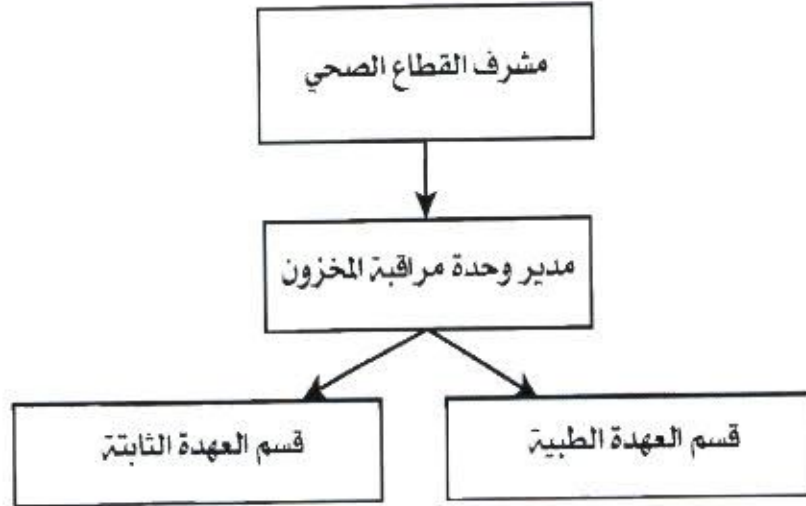 مشرف القطاع الصحي
مدير وحدة مراقبة المخزون
قسم العهدة الطبية
قسم العهدة الثابتة